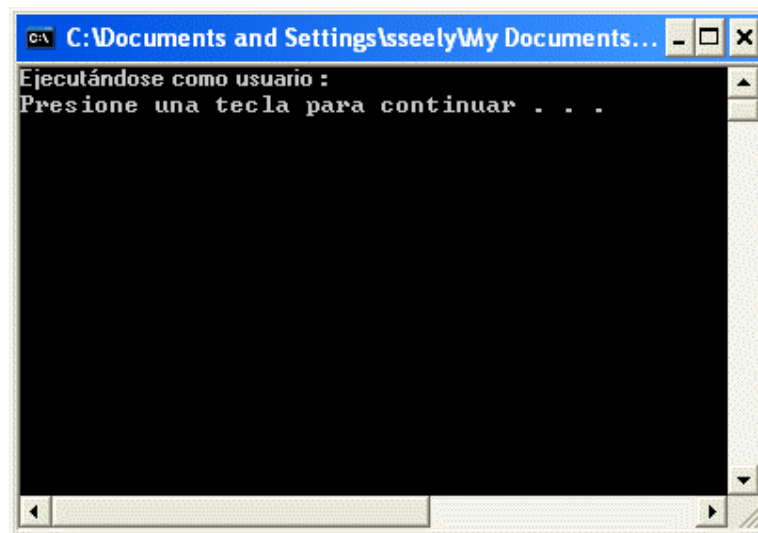 C:\Documents and Settings\sseely\My Documents...
Ejecutándose como usuario :
Presione una tecla para continuar . . .